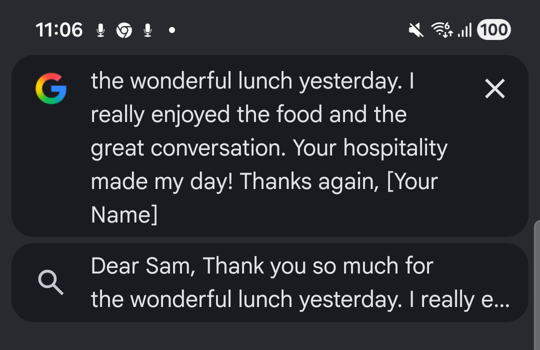 11:06
100
the wonderful lunch yesterday. I
really enjoyed the food and the
great conversation. Your hospitality
made my day! Thanks again, [Your
Name]
Dear Sam, Thank you so much for
the wonderful lunch yesterday. I really e...